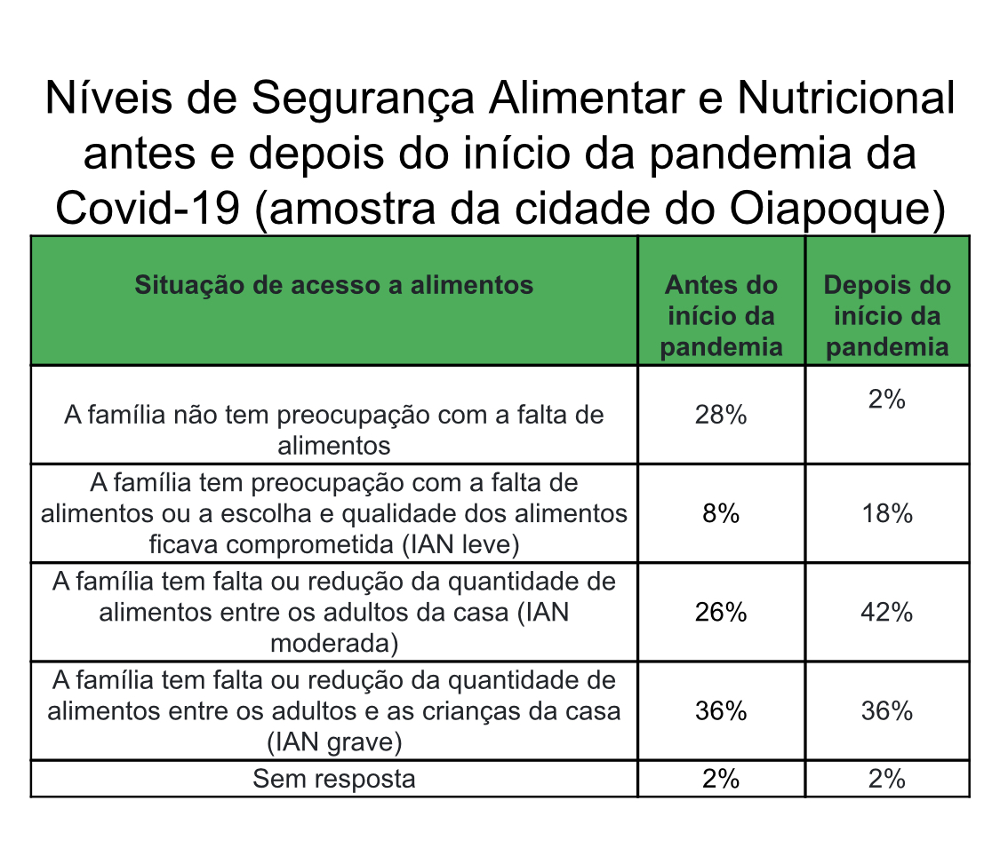 Níveis de Segurança Alimentar e Nutricional
antes e depois do início da pandemia da
Covid-19 (amostra da cidade do Oiapoque)
Situação de acesso a alimentos
Antes do
início da
pandemia
Depois do
início da
pandemia
A família não tem preocupação com a falta de
alimentos
28%
2%
A família tem preocupação com a falta de
alimentos ou a escolha e qualidade dos alimentos
ficava comprometida (IAN leve)
8%
18%
A família tem falta ou redução da quantidade de
alimentos entre os adultos da casa (IAN
moderada)
26%
42%
A família tem falta ou redução da quantidade de
alimentos entre os adultos e as crianças da casa
(IAN grave)
36%
36%
Sem resposta
2%
2%